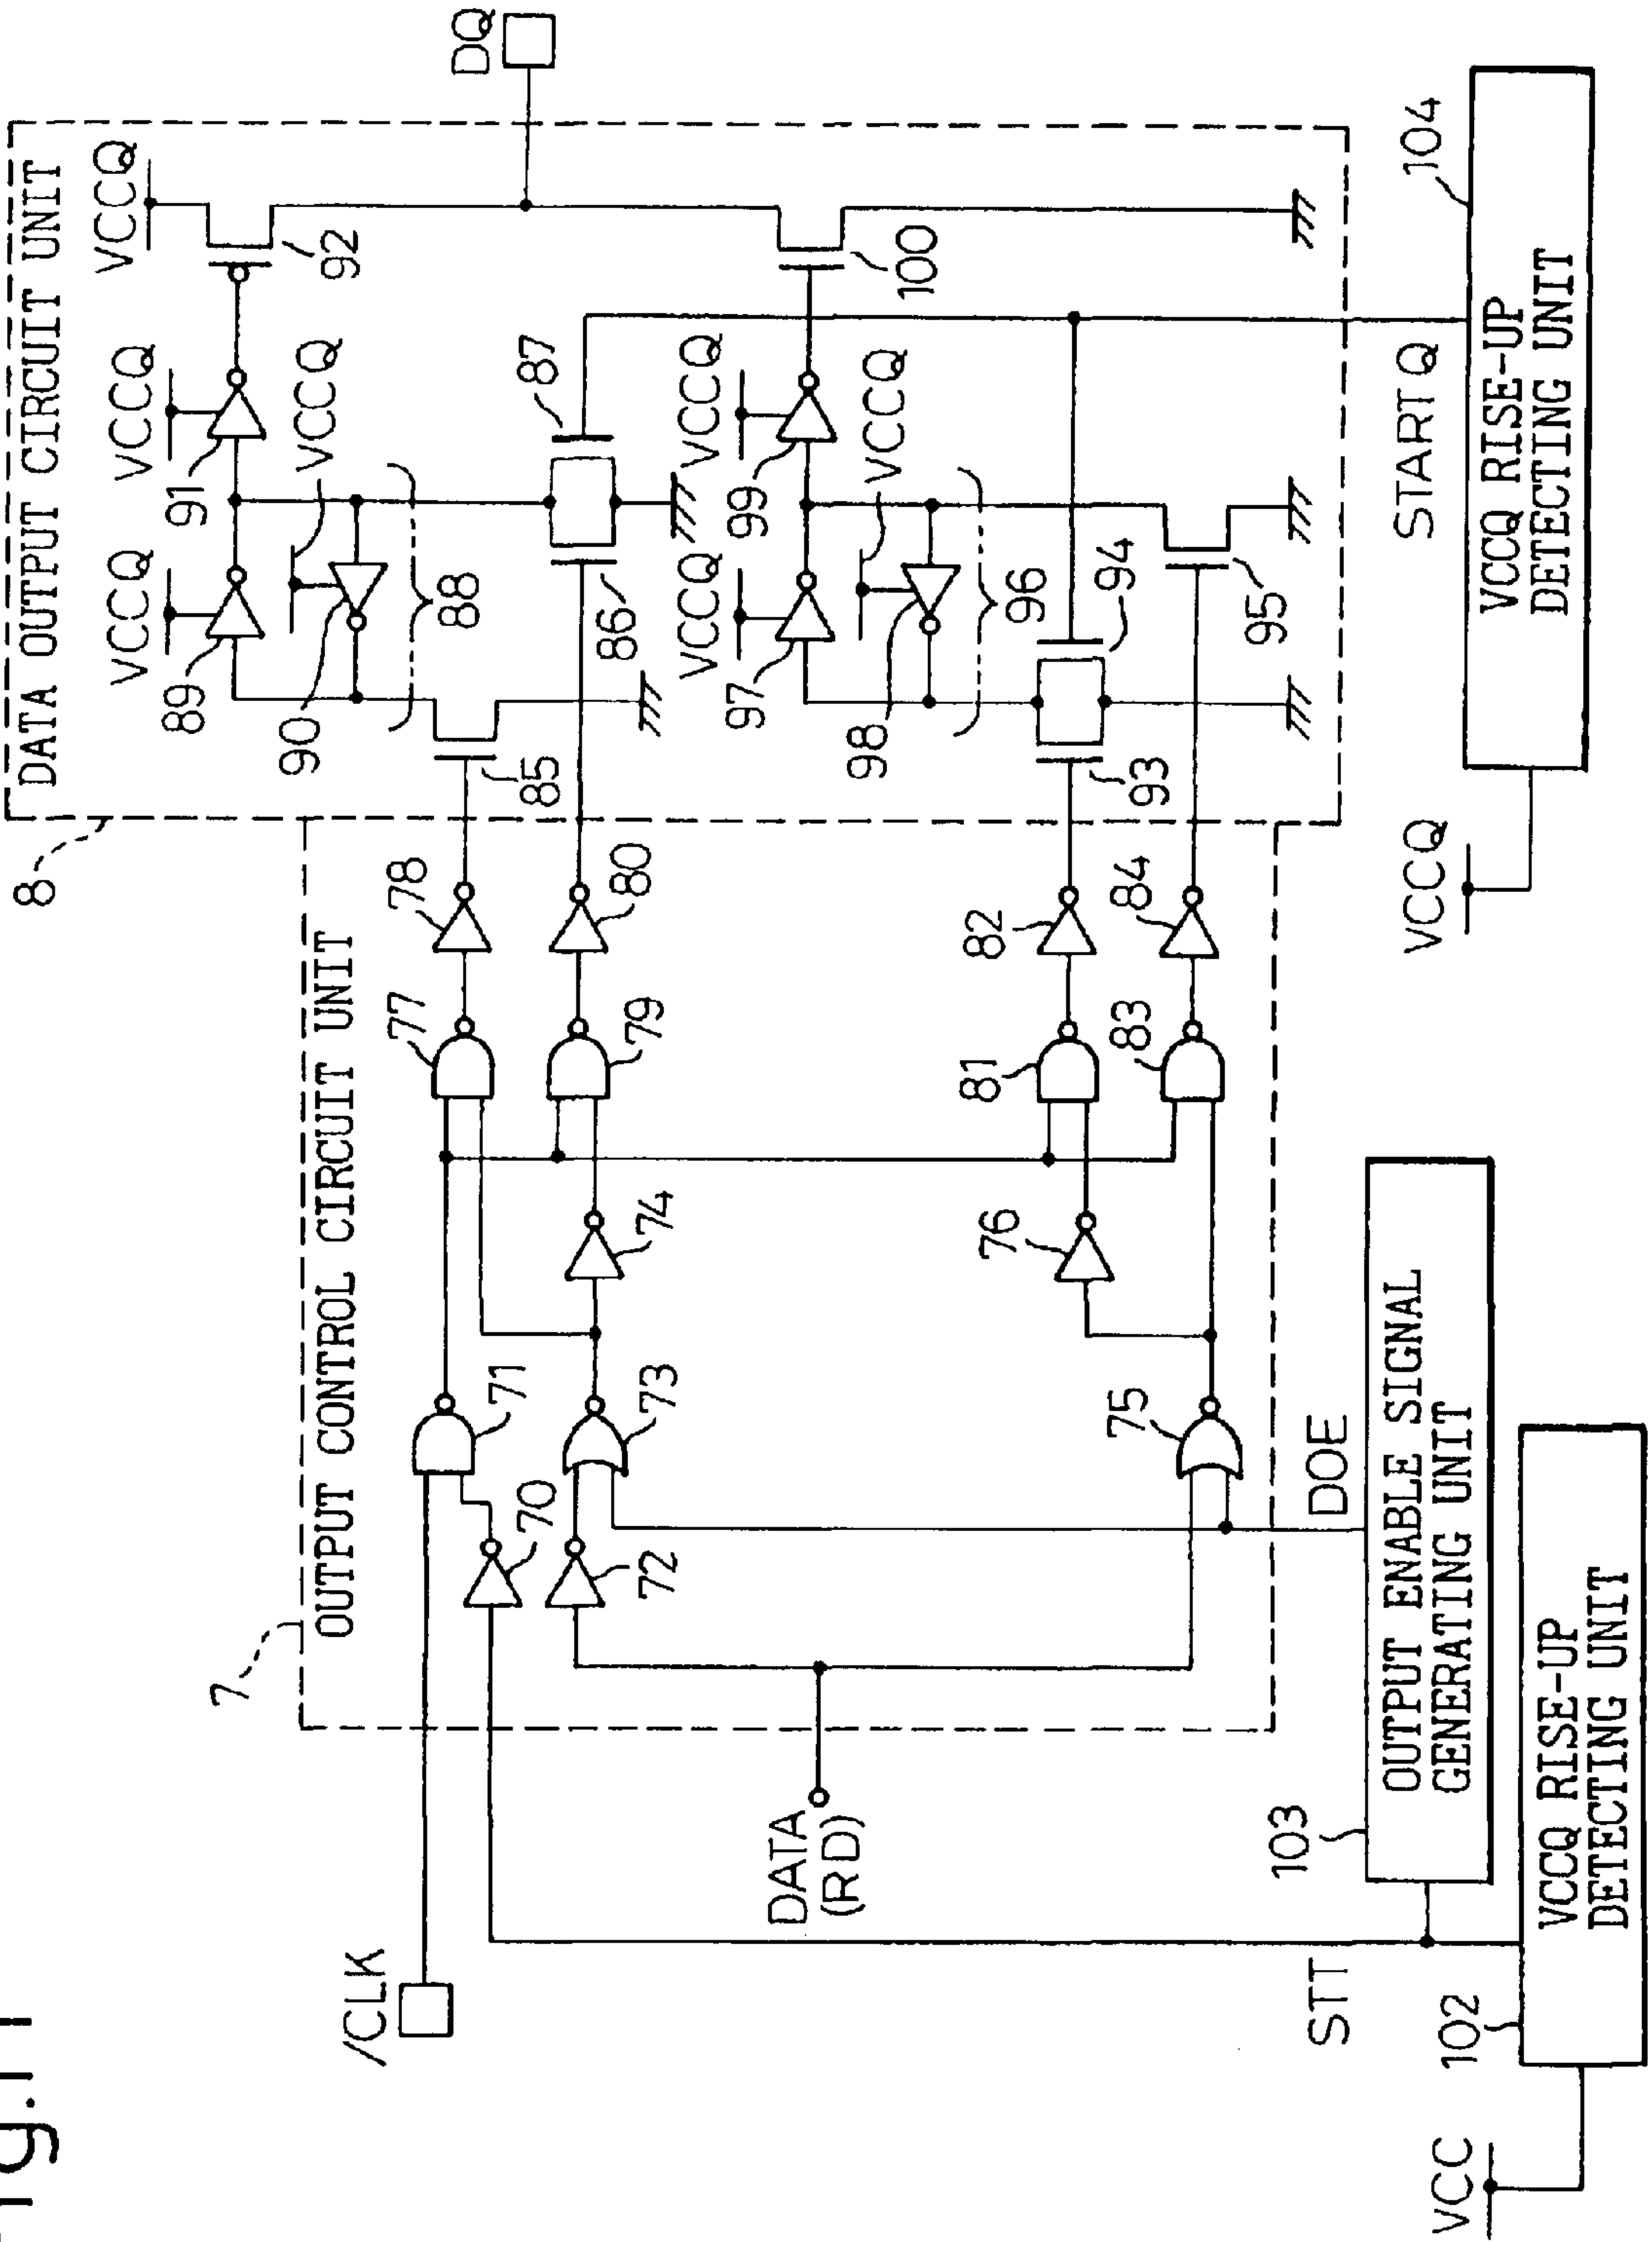 Fig.11
8
DATA OUTPUT CIRCUIT UNIT
VCCQ
VCCQ
VCCQ
VCCQ
89
91
90
88
92
DQ
85
86
87
VCCQ
VCCQ
VCCQ
97
99
98
96
100
93
94
95
7
OUTPUT CONTROL CIRCUIT UNIT
/CLK
70
71
72
73
74
75
76
77
78
79
80
81
82
83
84
DATA
(RD)
STT
DOE
START Q
103
OUTPUT ENABLE SIGNAL
GENERATING UNIT
VCC
102
VCCQ RISE-UP
DETECTING UNIT
VCCQ
104
VCCQ RISE-UP
DETECTING UNIT